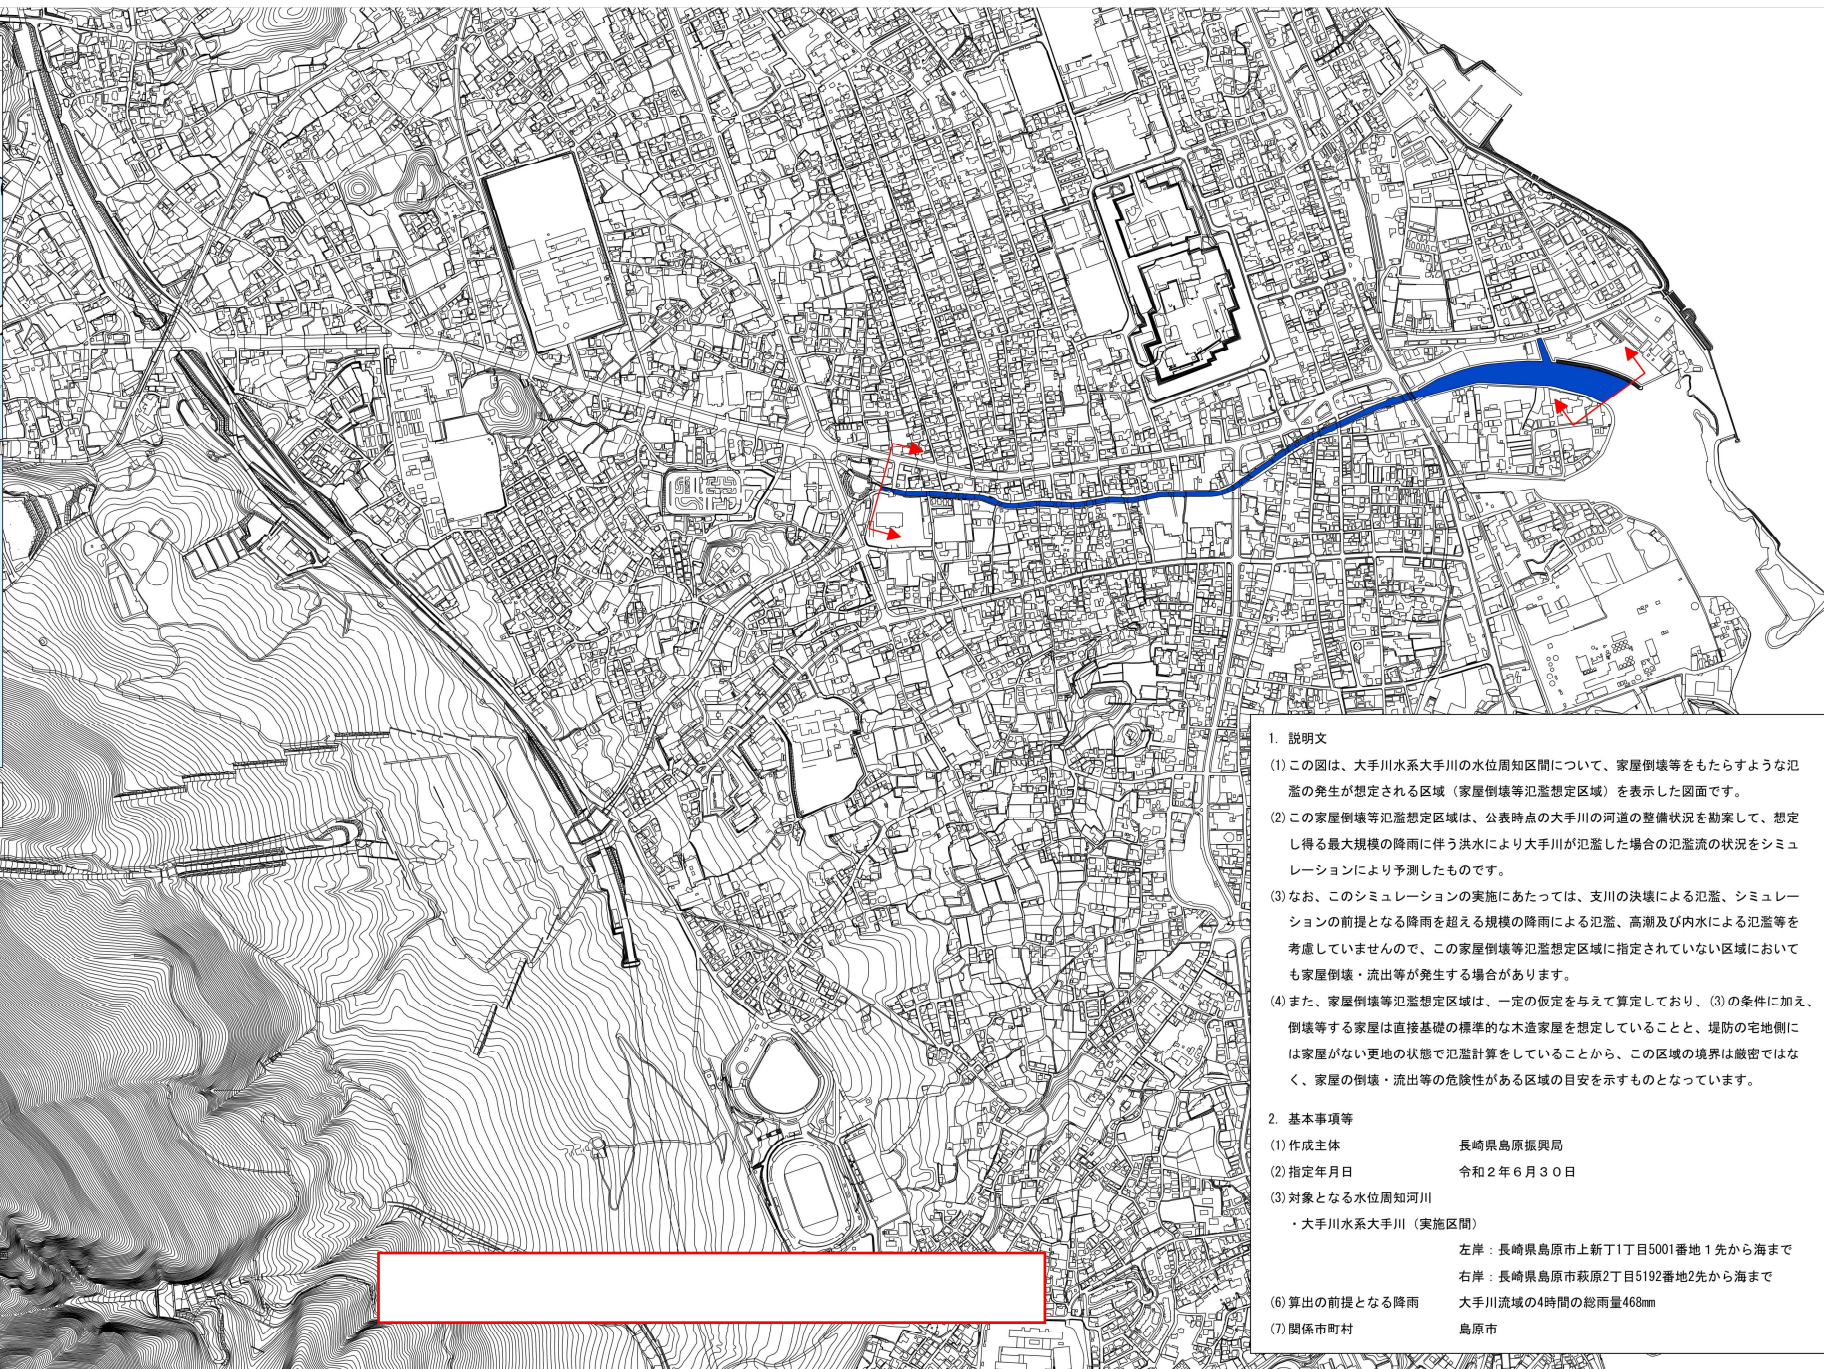 1. 説明文
(1)この図は、大手川水系大手川の水位周知区間について、家屋倒壊等をもたらすような氾
濫の発生が想定される区域（家屋倒壊等氾濫想定区域）を表示した図面です。
(2)この家屋倒壊等氾濫想定区域は、公表時点の大手川の河道の整備状況を勘案して、想定
し得る最大規模の降雨に伴う洪水により大手川が氾濫した場合の氾濫流の状況をシミュ
レーションにより予測したものです。
(3)なお、このシミュレーションの実施にあたっては、支川の決壊による氾濫、シミュレー
ションの前提となる降雨を超える規模の降雨による氾濫、高潮及び内水による氾濫等を
考慮していませんので、この家屋倒壊等氾濫想定区域に指定されていない区域において
も家屋倒壊・流出等が発生する場合があります。
(4)また、家屋倒壊等氾濫想定区域は、一定の仮定を与えて算定しており、(3)の条件に加え、
倒壊等する家屋は直接基礎の標準的な木造家屋を想定していることと、堤防の宅地側に
は家屋がない更地の状態で氾濫計算をしていることから、この区域の境界は厳密ではな
く、家屋の倒壊・流出等の危険性がある区域の目安を示すものとなっています。
2. 基本事項等
(1)作成主体 長崎県島原振興局
(2)指定年月日 令和２年６月３０日
(3)対象となる水位周知河川
・大手川水系大手川（実施区間）
左岸：長崎県島原市上新丁1丁目5001番地１先から海まで
右岸：長崎県島原市萩原2丁目5192番地2先から海まで
(6)算出の前提となる降雨 大手川流域の4時間の総雨量468mm
(7)関係市町村 島原市